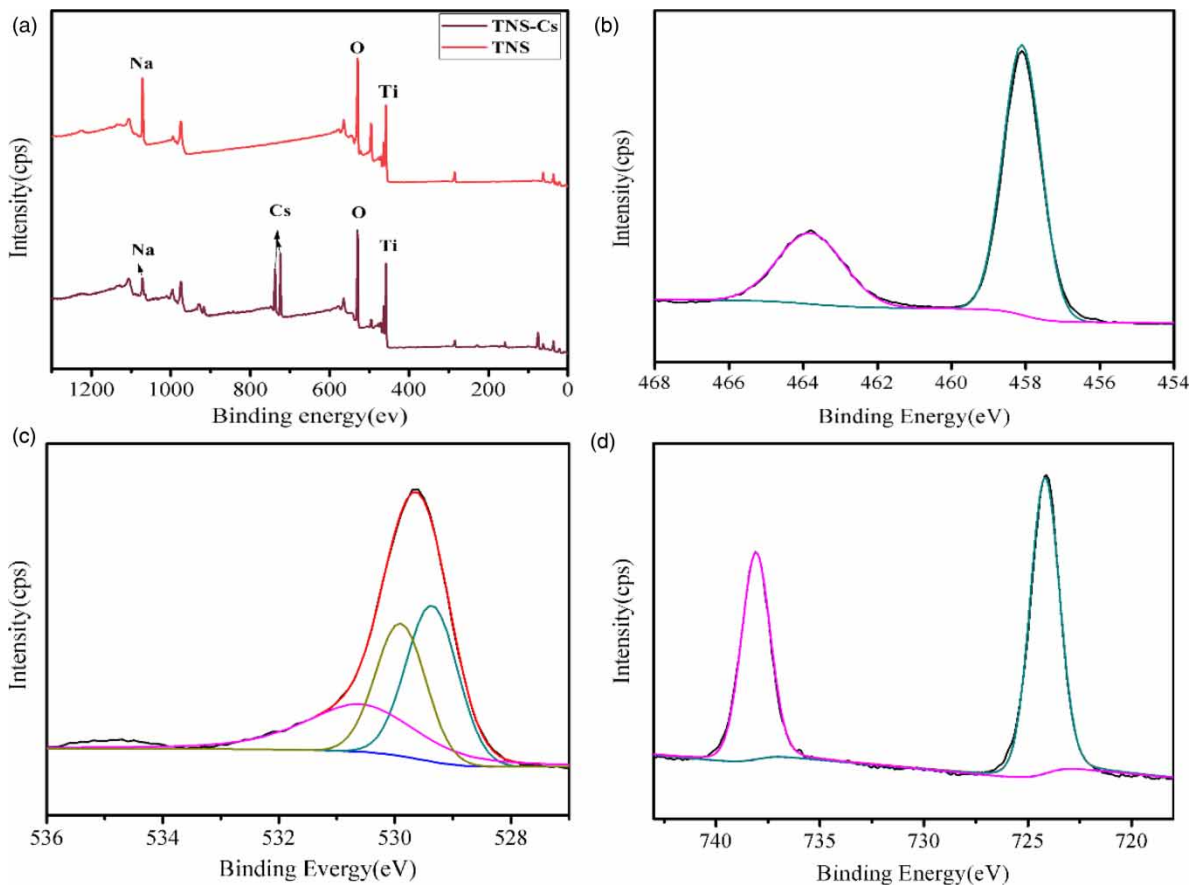 (a)
TNS-Cs
TNS
Na
O
Ti
Na
Cs
O
Ti
Intensity(cps)
1200 1000 800 600 400 200 0
Binding energy(ev)
(b)
Intensity(cps)
468 466 464 462 460 458 456 454
Binding Energy(eV)
(c)
Intensity(cps)
536 534 532 530 528
Binding Evergy(eV)
(d)
Intensity(cps)
740 735 730 725 720
Binding Energy(eV)